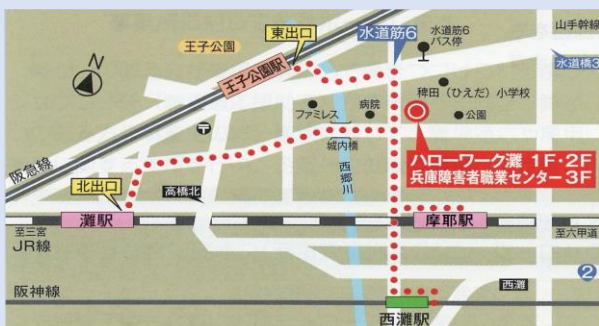 東出口
水道筋6
水道筋6
バス停
山手幹線
王子公園
N
王子公園駅
水道橋3
稗田(ひえだ)小学校
ファミレス
病院
公園
〒
城内橋
阪急線
ハローワーク灘 1F・2F
兵庫障害者職業センター 3F
北出口
高橋北
西郷川
灘駅
摩耶駅
至三宮
JR線
至六甲道
2
阪神線
西灘
西灘駅